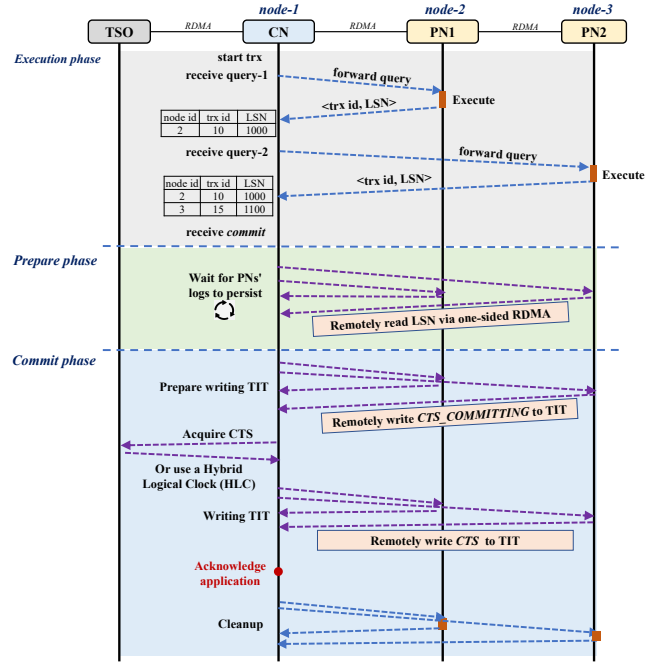 node-1
node-2
node-3
TSO
RDMA
CN
RDMA
PN1
RDMA
PN2
Execution phase
start trx
receive query-1
forward query
Execute
<trx id, LSN>
node id trx id LSN
2 10 1000
receive query-2
forward query
Execute
<trx id, LSN>
node id trx id LSN
2 10 1000
3 15 1100
receive commit
Prepare phase
Wait for PNs'
logs to persist
Remotely read LSN via one-sided RDMA
Commit phase
Prepare writing TIT
Remotely write CTS_COMMITTING to TIT
Acquire CTS
Or use a Hybrid
Logical Clock (HLC)
Writing TIT
Remotely write CTS to TIT
Acknowledge
application
Cleanup